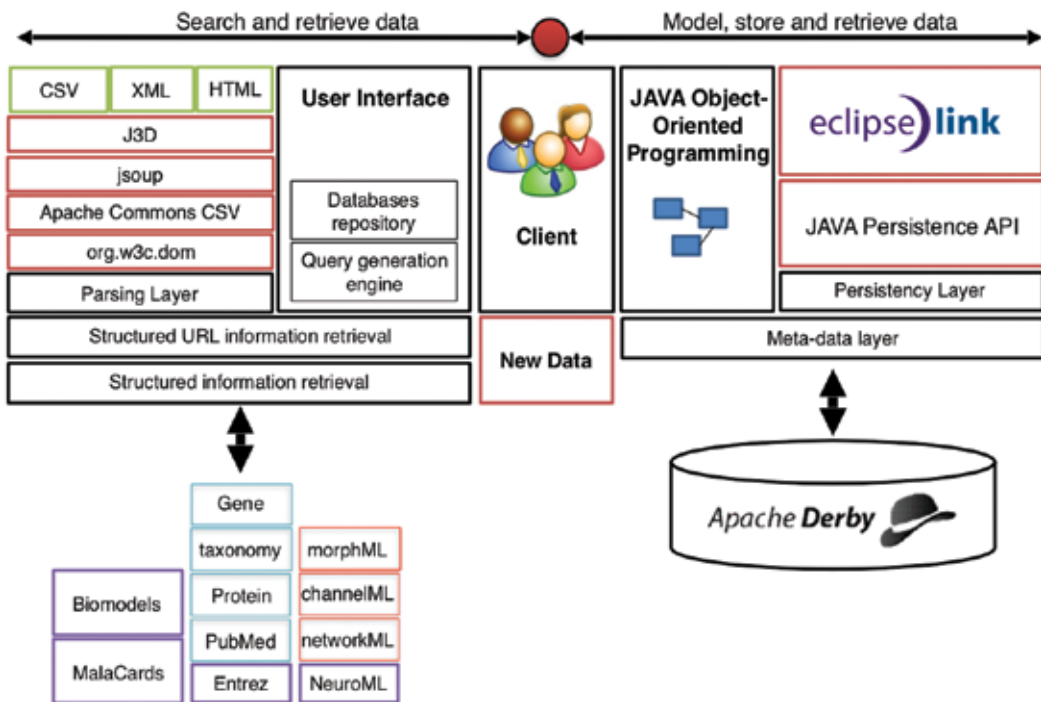 Search and retrieve data
Model, store and retrieve data
CSV
XML
HTML
J3D
jsoup
Apache Commons CSV
org.w3c.dom
Parsing Layer
User Interface
Databases
repository
Query generation
engine
Structured URL information retrieval
Structured information retrieval
Client
New Data
JAVA Object-
Oriented
Programming
eclipse)link
JAVA Persistence API
Persistency Layer
Meta-data layer
Apache Derby
Gene
taxonomy
Protein
PubMed
Entrez
morphML
channelML
networkML
NeuroML
Biomodels
MalaCards